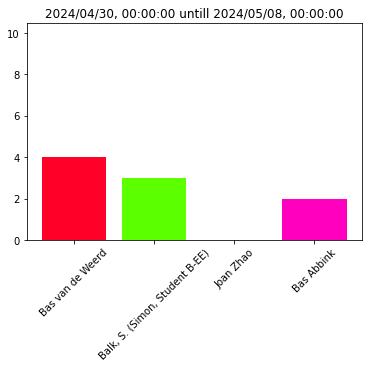 2024/04/30, 00:00:00 untill 2024/05/08, 00:00:00
10
8
6
4
2
0
Bas van de Weerd
Balk, S. (Simon, Student B-EE)
Joan Zhao
Bas Abbink